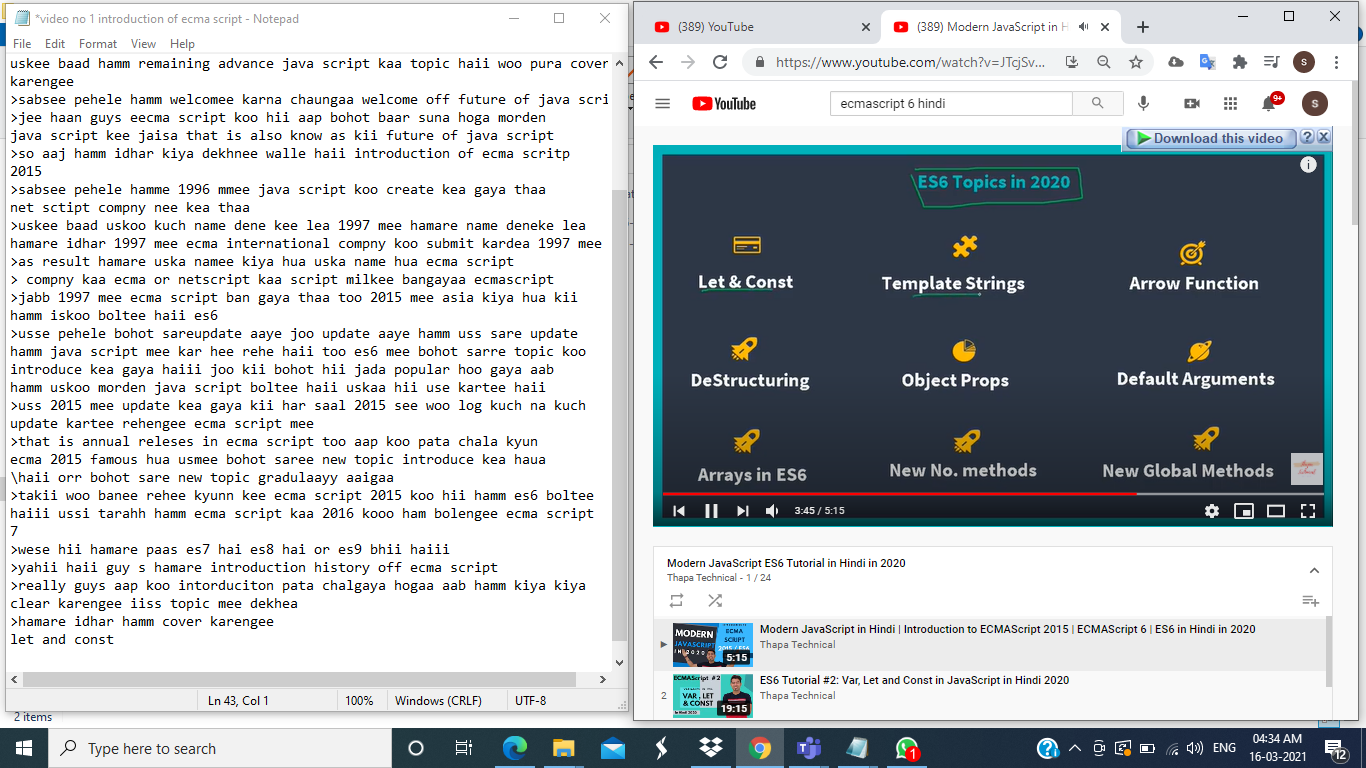 *video no 1 introduction of ecma script - Notepad
File Edit Format View Help
uskee baad hamm remaining advance java script kaa topic haii woo pura cover
karengee
>sabsee pehele hamm welcomee karna chaungaa welcome off future of java scri
>jee haan guys eecma script koo hii aap bohot baar suna hoga morden
java script kee jaisa that is also know as kii future of java script
>so aaj hamm idhar kiya dekhnee walle haii introduction of ecma scritp
2015
>sabsee pehele hamme 1996 mmee java script koo create kea gaya thaa
net sctipt compny nee kea thaa
>uskee baad uskoo kuch name dene kee lea 1997 mee hamare name deneke lea
hamare idhar 1997 mee ecma international compny koo submit kardea 1997 mee
>as result hamare uska namee kiya hua uska name hua ecma script
> compny kaa ecma or netscript kaa script milkee bangayaa ecmascript
>jabb 1997 mee ecma script ban gaya thaa too 2015 mee asia kiya hua kii
hamm iskoo boltee haii es6
>usse pehele bohot sareupdate aaye joo update aaye hamm uss sare update
hamm java script mee kar hee rehe haii too es6 mee bohot sarre topic koo
introduce kea gaya haiii joo kii bohot hii jada popular hoo gaya aab
hamm uskoo morden java script boltee haii uskaa hii use kartee haii
>uss 2015 mee update kea gaya kii har saal 2015 see woo log kuch na kuch
update kartee rehengee ecma script mee
>that is annual releses in ecma script too aap koo pata chala kyun
ecma 2015 famous hua usmee bohot saree new topic introduce kea haua
\haii orr bohot sare new topic gradulaayy aaigaa
>takii woo banee rehee kyunn kee ecma script 2015 koo hii hamm es6 boltee
haiii ussi tarahh hamm ecma script kaa 2016 kooo ham bolengee ecma script
7
>wese hii hamare paas es7 hai es8 hai or es9 bhii haiii
>yahii haii guy s hamare introduction history off ecma script
>really guys aap koo intorduciton pata chalgaya hogaa aab hamm kiya kiya
clear karengee iiss topic mee dekhea
>hamare idhar hamm cover karengee
let and const
Ln 43, Col 1 100% Windows (CRLF) UTF-8
2 items
(389) YouTube
(389) Modern JavaScript in H
https://www.youtube.com/watch?v=JTcjSv...
S
YouTube
ecmascript 6 hindi
9+
S
Download this video ? X
ES6 Topics in 2020
Let & Const Template Strings Arrow Function
DeStructuring Object Props Default Arguments
Arrays in ES6 New No. methods New Global Methods
3:45 / 5:15
Modern JavaScript ES6 Tutorial in Hindi in 2020
Thapa Technical - 1 / 24
MODERN
JAVASCRIPT
IN 2020
ECMA
SCRIPT
2015 / ES6
5:15
Modern JavaScript in Hindi | Introduction to ECMAScript 2015 | ECMAScript 6 | ES6 in Hindi in 2020
Thapa Technical
2
ECMAScript #2
VAR, LET
& CONST
In Hindi 2020
19:15
ES6 Tutorial #2: Var, Let and Const in JavaScript in Hindi 2020
Thapa Technical
Type here to search
1
ENG
04:34 AM
16-03-2021
12